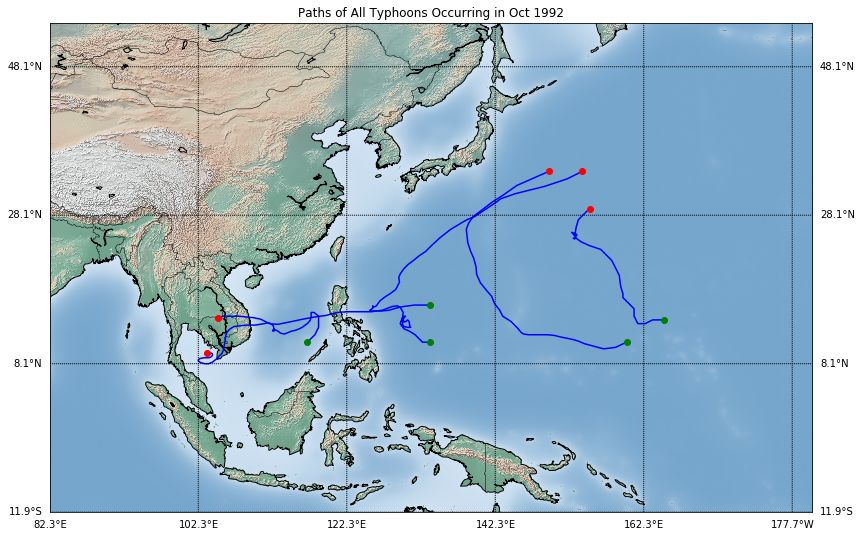 Paths of All Typhoons Occurring in Oct 1992
48.1°N 48.1°N
28.1°N 28.1°N
8.1°N 8.1°N
11.9°S 11.9°S
82.3°E 102.3°E 122.3°E 142.3°E 162.3°E 177.7°W